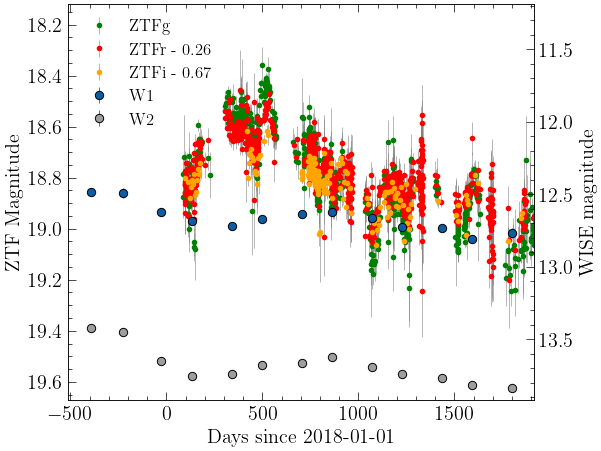 ZTFg
ZTFr - 0.26
ZTFi - 0.67
W1
W2
18.2
18.4
18.6
18.8
19.0
19.2
19.4
19.6
ZTF Magnitude
11.5
12.0
12.5
13.0
13.5
WISE magnitude
−500
0
500
1000
1500
Days since 2018-01-01